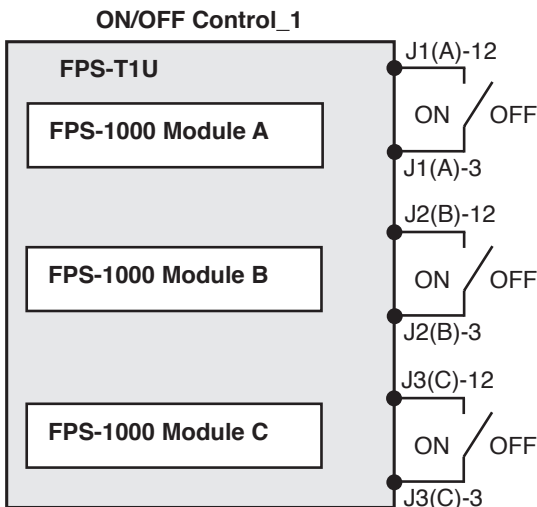 ON/OFF Control_1
FPS-T1U
J1(A)-12
FPS-1000 Module A
ON OFF
J1(A)-3
J2(B)-12
FPS-1000 Module B
ON OFF
J2(B)-3
J3(C)-12
FPS-1000 Module C
ON OFF
J3(C)-3